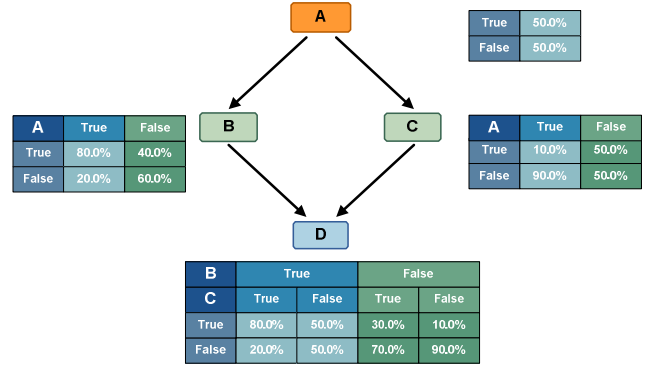 A
True 50.0%
False 50.0%
A True False
True 80.0% 40.0%
False 20.0% 60.0%
B
C
A True False
True 10.0% 50.0%
False 90.0% 50.0%
D
B True False
C True False True False
True 80.0% 50.0% 30.0% 10.0%
False 20.0% 50.0% 70.0% 90.0%